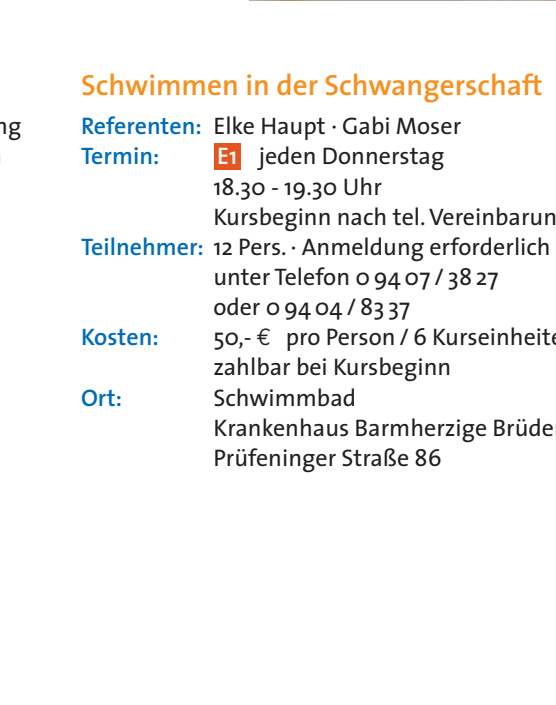 Schwimmen in der Schwangerschaft
ng
Referenten: Elke Haupt · Gabi Moser
Termin: E1 jeden Donnerstag
18.30 - 19.30 Uhr
Kursbeginn nach tel. Vereinbarun
Teilnehmer: 12 Pers. · Anmeldung erforderlich
unter Telefon 0 94 07 / 38 27
oder 0 94 04 / 83 37
Kosten: 50,- € pro Person / 6 Kurseinheite
zahlbar bei Kursbeginn
Ort: Schwimmbad
Krankenhaus Barmherzige Brüder
Prüfeninger Straße 86